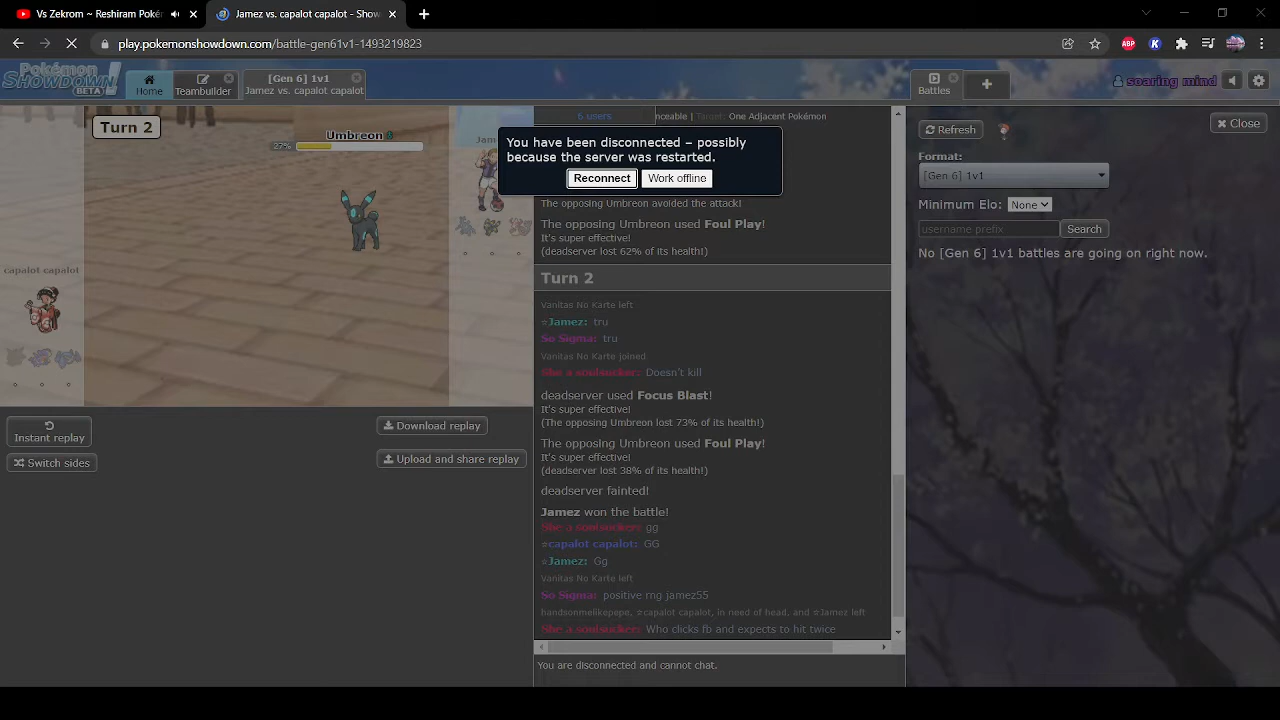 Vs Zekrom ~ Reshiram Poké
Jamez vs. capalot capalot - Show
play.pokemonshowdown.com/battle-gen61v1-1493219823
ABP
K
Pokémon
SHOWDOWN!
BETA
Home
Teambuilder
[Gen 6] 1v1
Jamez vs. capalot capalot
Battles
soaring mind
Turn 2
Umbreon
27%
capalot capalot
Jam
Instant replay
Switch sides
Download replay
Upload and share replay
6 users
nceable | Target: One Adjacent Pokémon
You have been disconnected – possibly
because the server was restarted.
Reconnect
Work offline
The opposing Umbreon avoided the attack!
The opposing Umbreon used Foul Play!
It's super effective!
(deadserver lost 62% of its health!)
Turn 2
Vanitas No Karte left
☆Jamez: tru
So Sigma: tru
Vanitas No Karte joined
She a soulsucker: Doesn't kill
deadserver used Focus Blast!
It's super effective!
(The opposing Umbreon lost 73% of its health!)
The opposing Umbreon used Foul Play!
It's super effective!
(deadserver lost 38% of its health!)
deadserver fainted!
Jamez won the battle!
She a soulsucker: gg
☆capalot capalot: GG
☆Jamez: Gg
Vanitas No Karte left
So Sigma: positive rng jamez55
handsonmelikepope, ☆capalot capalot, in need of head, and ☆Jamez left
She a soulsucker: Who clicks fb and expects to hit twice
You are disconnected and cannot chat.
Refresh
Close
Format:
[Gen 6] 1v1
Minimum Elo: None
username prefix
Search
No [Gen 6] 1v1 battles are going on right now.